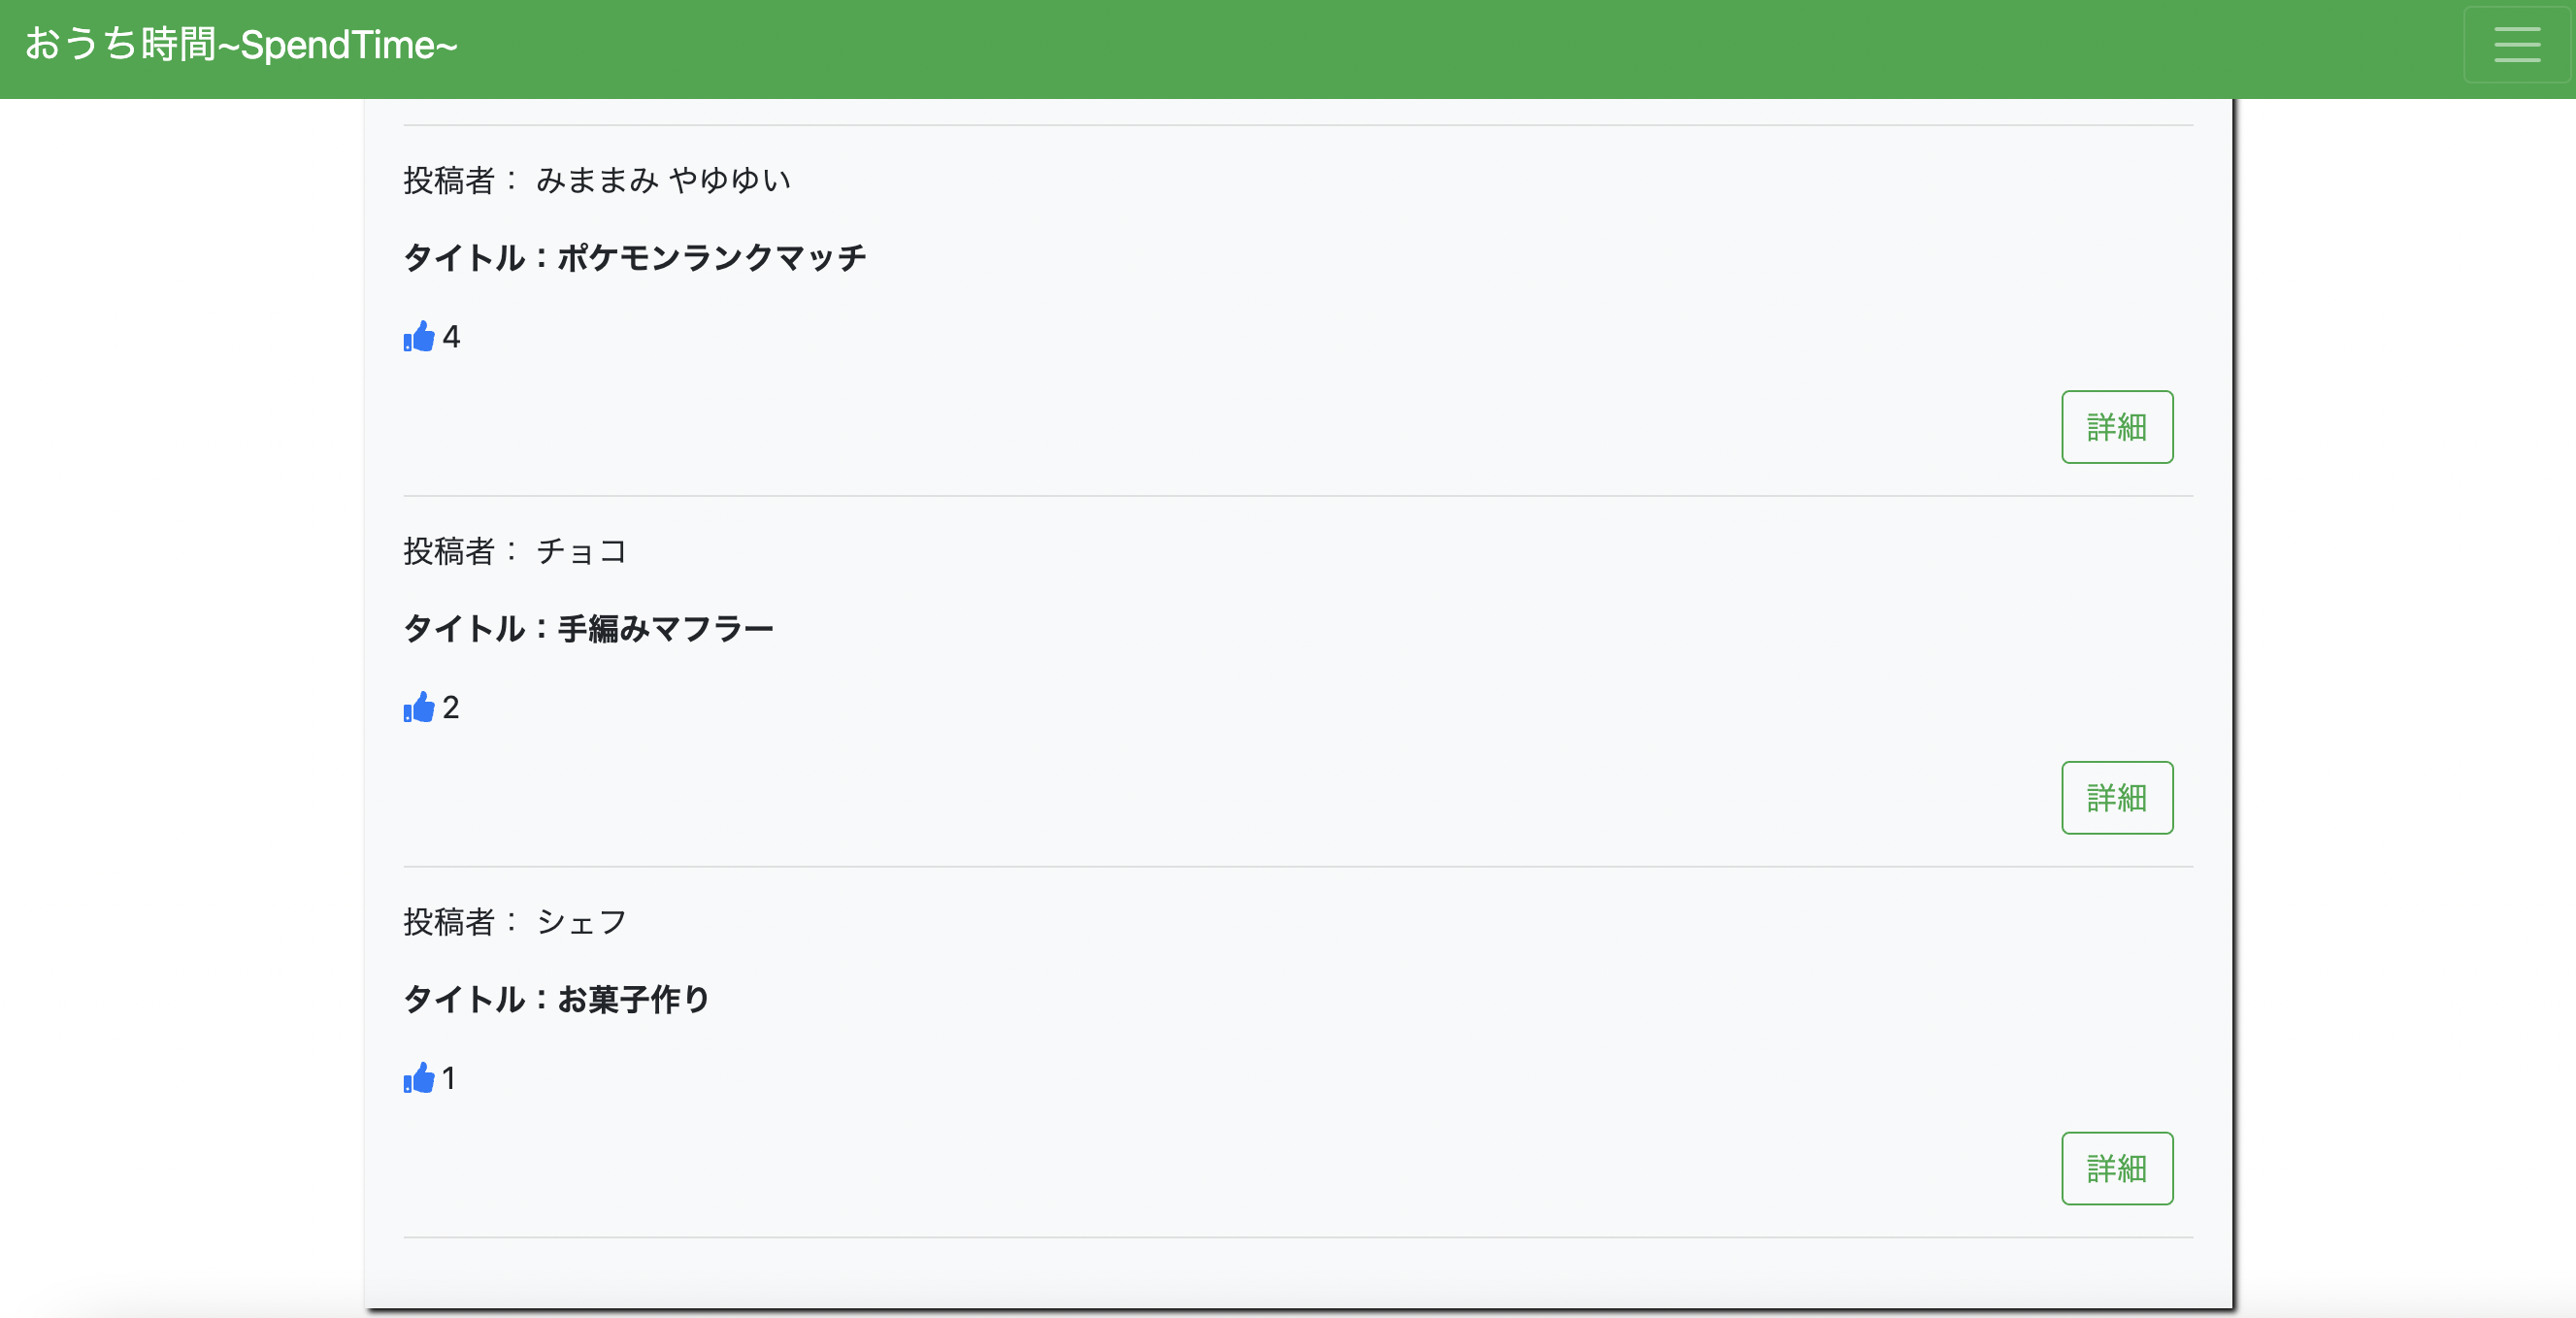 おうち時間~SpendTime~
投稿者： みままみ やゆゆい
タイトル：ポケモンランクマッチ
4
詳細
投稿者： チョコ
タイトル：手編みマフラー
2
詳細
投稿者： シェフ
タイトル：お菓子作り
1
詳細